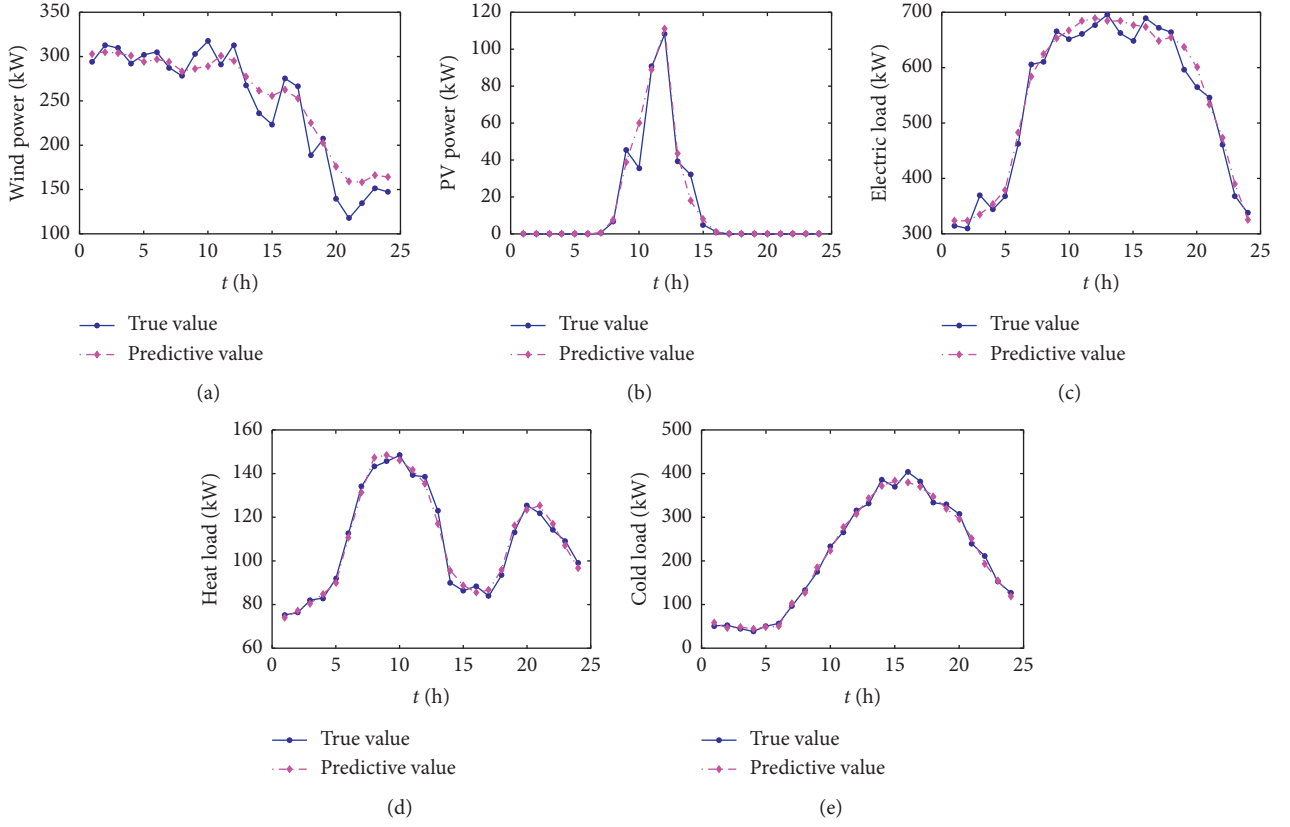 350
300
250
200
150
100
Wind power (kW)
0 5 10 15 20 25
t (h)
True value
Predictive value
(a)
120
100
80
60
40
20
0
PV power (kW)
0 5 10 15 20 25
t (h)
True value
Predictive value
(b)
700
600
500
400
300
Electric load (kW)
0 5 10 15 20 25
t (h)
True value
Predictive value
(c)
160
140
120
100
80
60
Heat load (kW)
0 5 10 15 20 25
t (h)
True value
Predictive value
(d)
500
400
300
200
100
0
Cold load (kW)
0 5 10 15 20 25
t (h)
True value
Predictive value
(e)